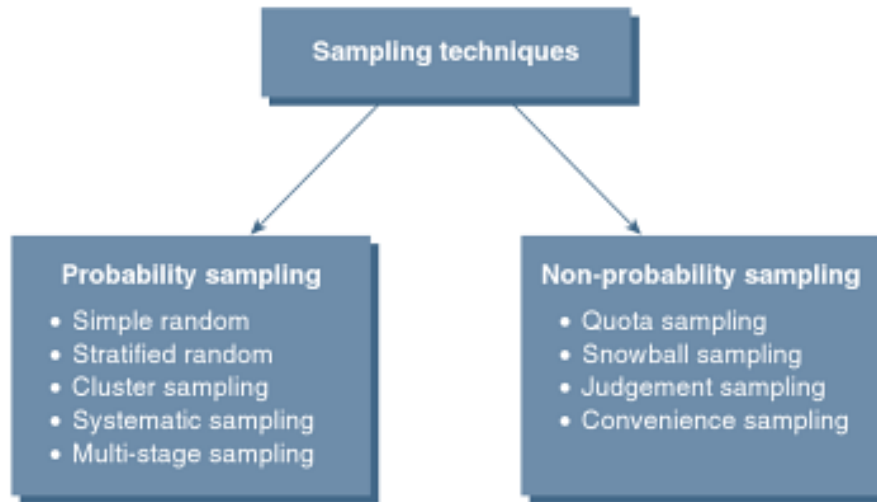 Sampling techniques
Probability sampling
• Simple random
• Stratified random
• Cluster sampling
• Systematic sampling
• Multi-stage sampling
Non-probability sampling
• Quota sampling
• Snowball sampling
• Judgement sampling
• Convenience sampling